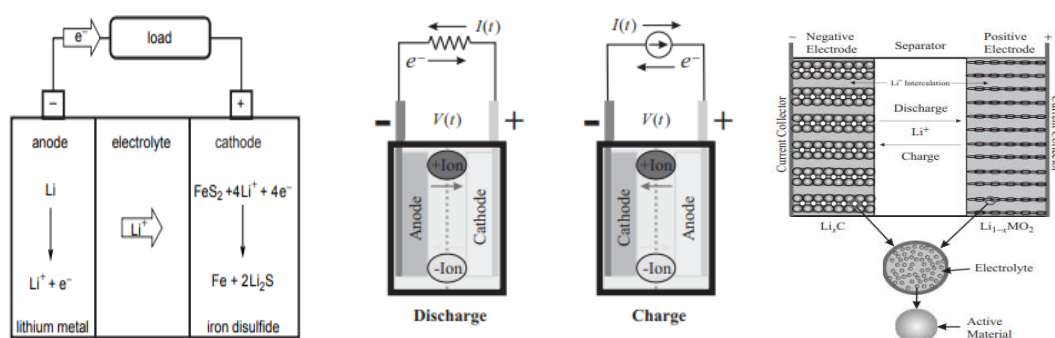 e⁻
load
−
+
anode
electrolyte
cathode
Li
FeS₂ +4Li⁺ + 4e⁻
Li⁺
Li⁺ + e⁻
Fe + 2Li₂S
lithium metal
iron disulfide
I(t)
e⁻
-
V(t)
+
+Ion
Anode
Cathode
-Ion
Discharge
I(t)
e⁻
-
V(t)
+
+Ion
Cathode
Anode
-Ion
Charge
−
Negative
Electrode
Separator
Positive
Electrode
+
Current Collector
Current Collector
Li⁺ Intercalation
Discharge
Li⁺
Charge
LiₓC
Li₁₋ₓMO₂
Electrolyte
Active
Material